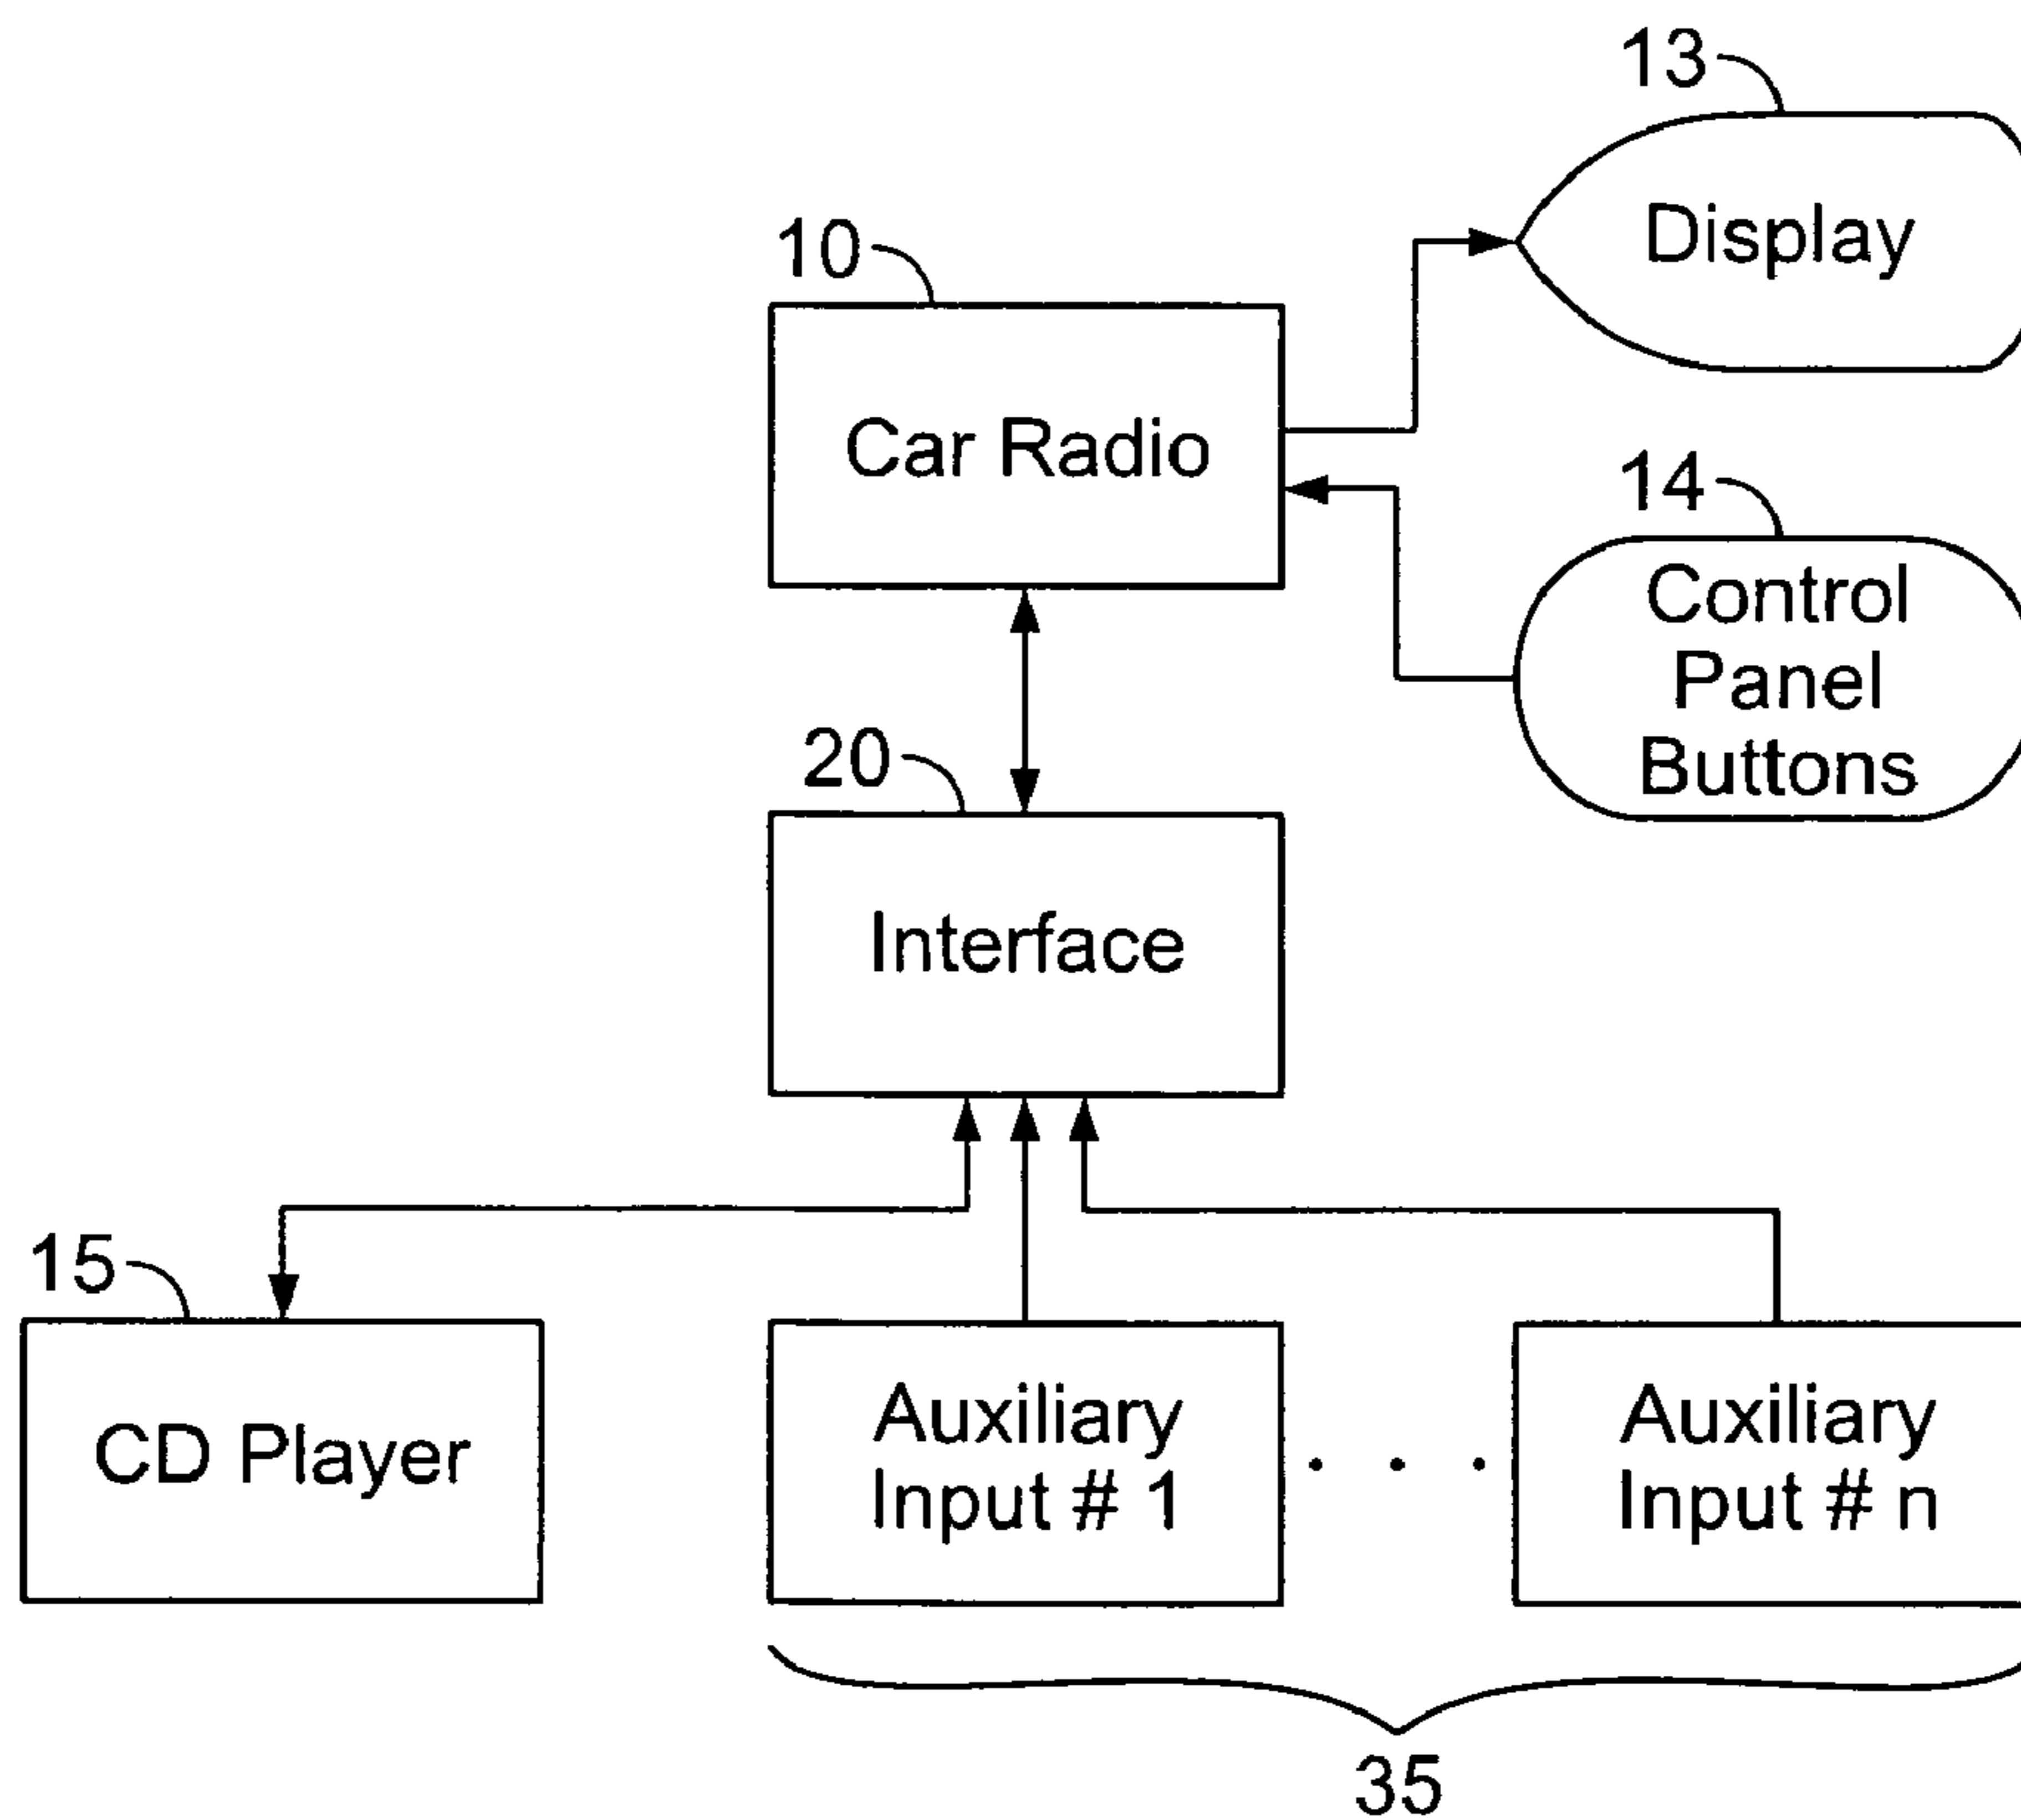 13
Display
10
Car Radio
14
Control
Panel
Buttons
20
Interface
15
CD Player
Auxiliary
Input # 1
. . .
Auxiliary
Input # n
35